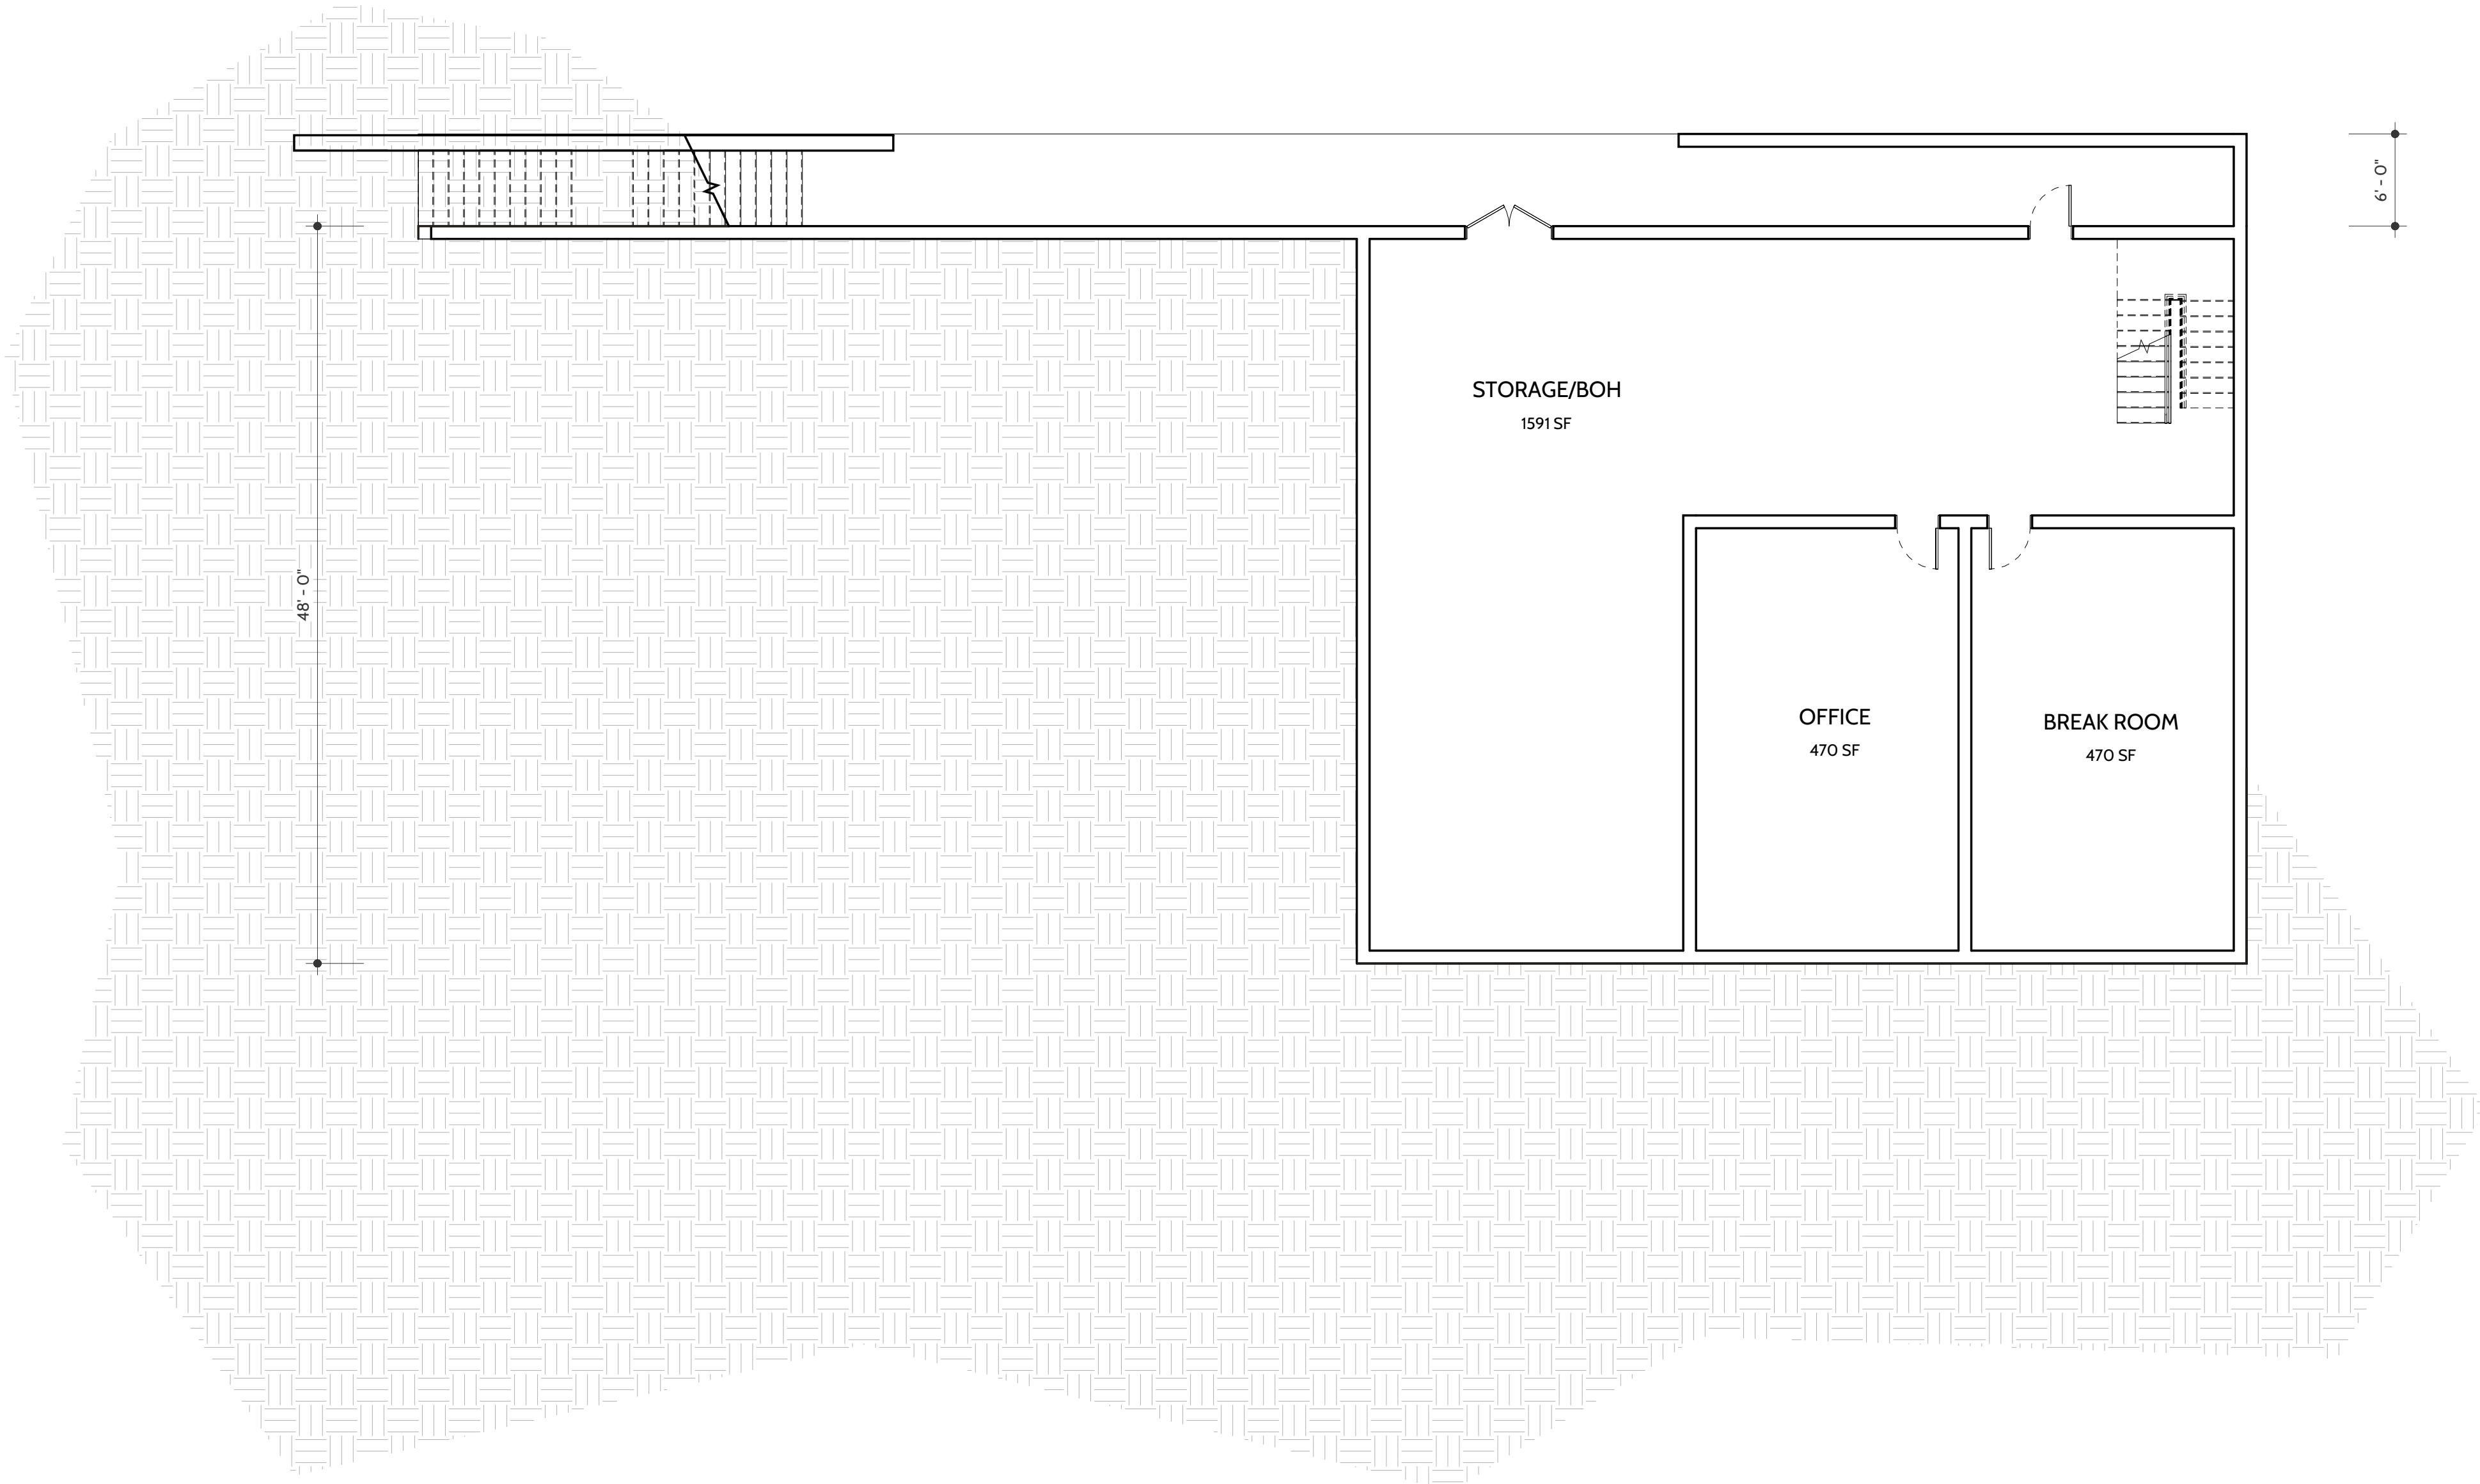 6' - 0"
STORAGE/BOH
1591 SF
48' - 0"
OFFICE
470 SF
BREAK ROOM
470 SF